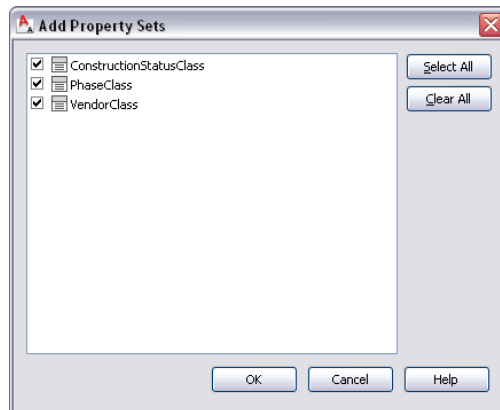 Add Property Sets
ConstructionStatusClass
PhaseClass
VendorClass
Select All
Clear All
OK
Cancel
Help